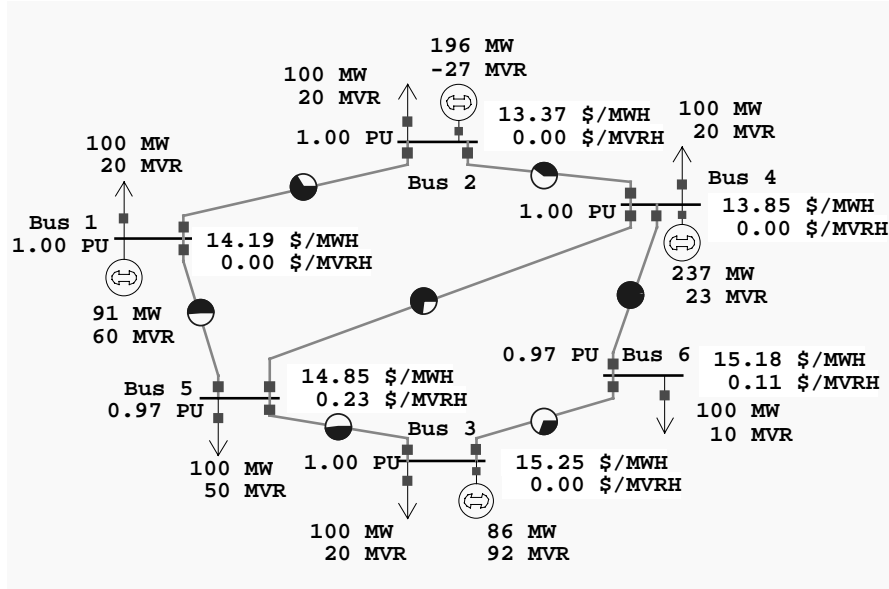 196 MW
-27 MVR
100 MW
20 MVR
13.37 $/MWH
0.00 $/MVRH
1.00 PU
Bus 2
100 MW
20 MVR
Bus 4
1.00 PU
13.85 $/MWH
0.00 $/MVRH
237 MW
23 MVR
100 MW
20 MVR
Bus 1
1.00 PU
14.19 $/MWH
0.00 $/MVRH
91 MW
60 MVR
0.97 PU
Bus 6
15.18 $/MWH
0.11 $/MVRH
100 MW
10 MVR
Bus 5
0.97 PU
14.85 $/MWH
0.23 $/MVRH
100 MW
50 MVR
Bus 3
1.00 PU
15.25 $/MWH
0.00 $/MVRH
100 MW
20 MVR
86 MW
92 MVR